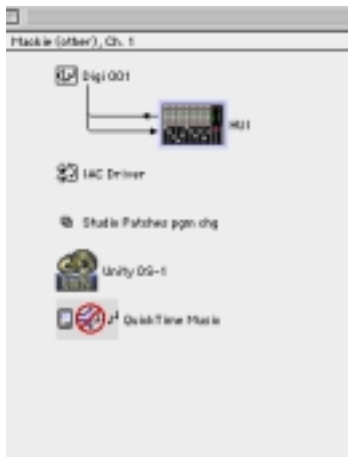 Mackie (other), Ch. 1
Digi 001
HUI
IAC Driver
Studio Patches pgm chg
Unity DS-1
QuickTime Music